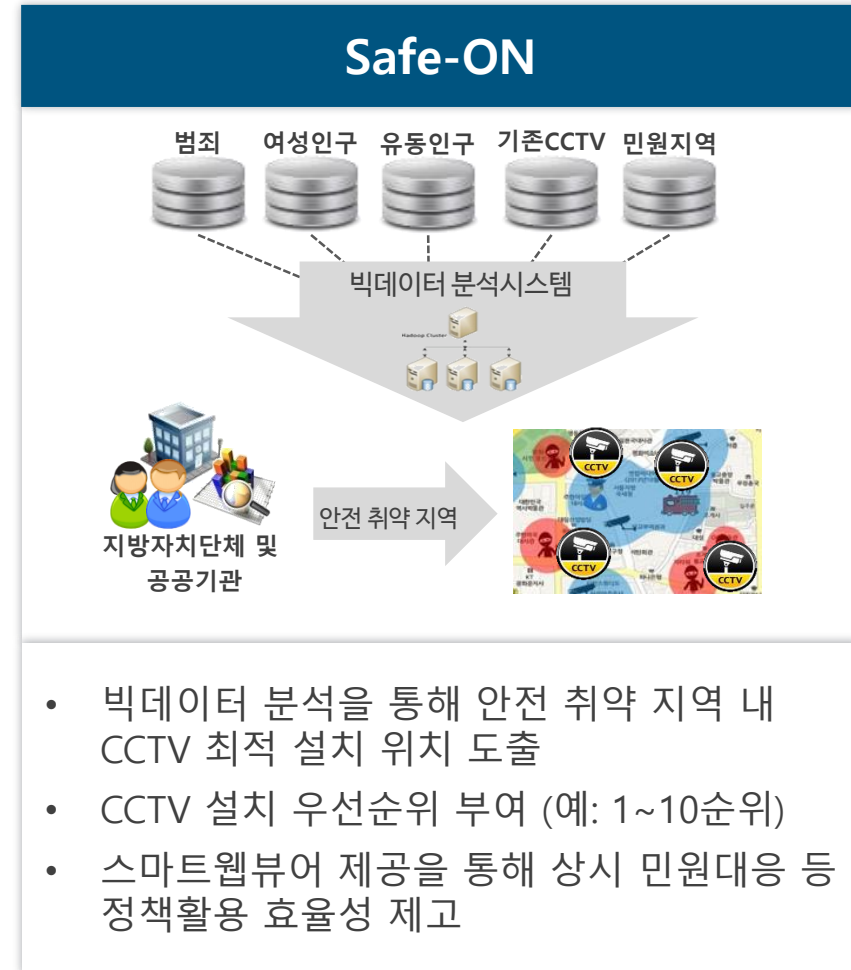 Safe-ON
범죄 여성인구 유동인구 기존CCTV 민원지역
빅데이터 분석시스템
Hadoop Cluster
지방자치단체 및
공공기관
안전 취약 지역
CCTV
CCTV
CCTV
CCTV
• 빅데이터 분석을 통해 안전 취약 지역 내
CCTV 최적 설치 위치 도출
• CCTV 설치 우선순위 부여 (예: 1~10순위)
• 스마트웹뷰어 제공을 통해 상시 민원대응 등
정책활용 효율성 제고